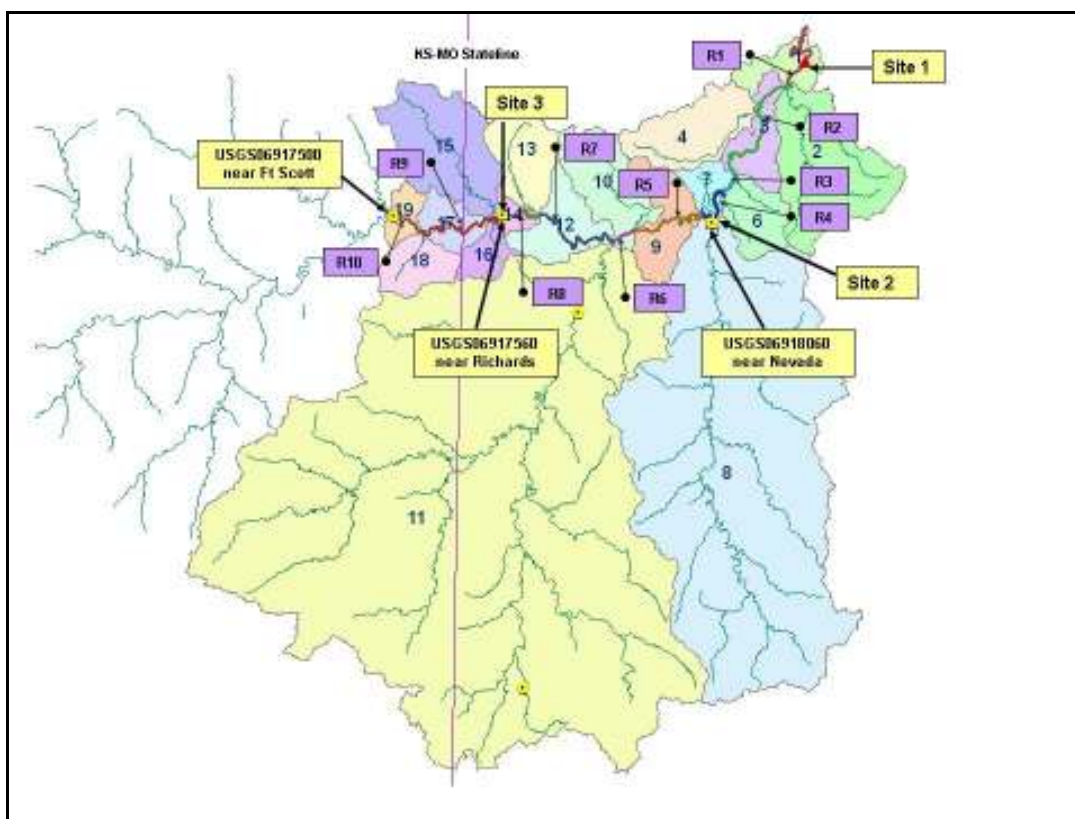 KS-MO Stateline
R1
Site 1
Site 3
4
3
R2
2
15
13
R7
USGS06917500
near Ft Scott
R9
10
R5
7
R3
19
17
14
12
R4
6
9
R10
18
16
Site 2
R8
R6
USGS06917560
near Richards
USGS06918060
near Nevada
8
11